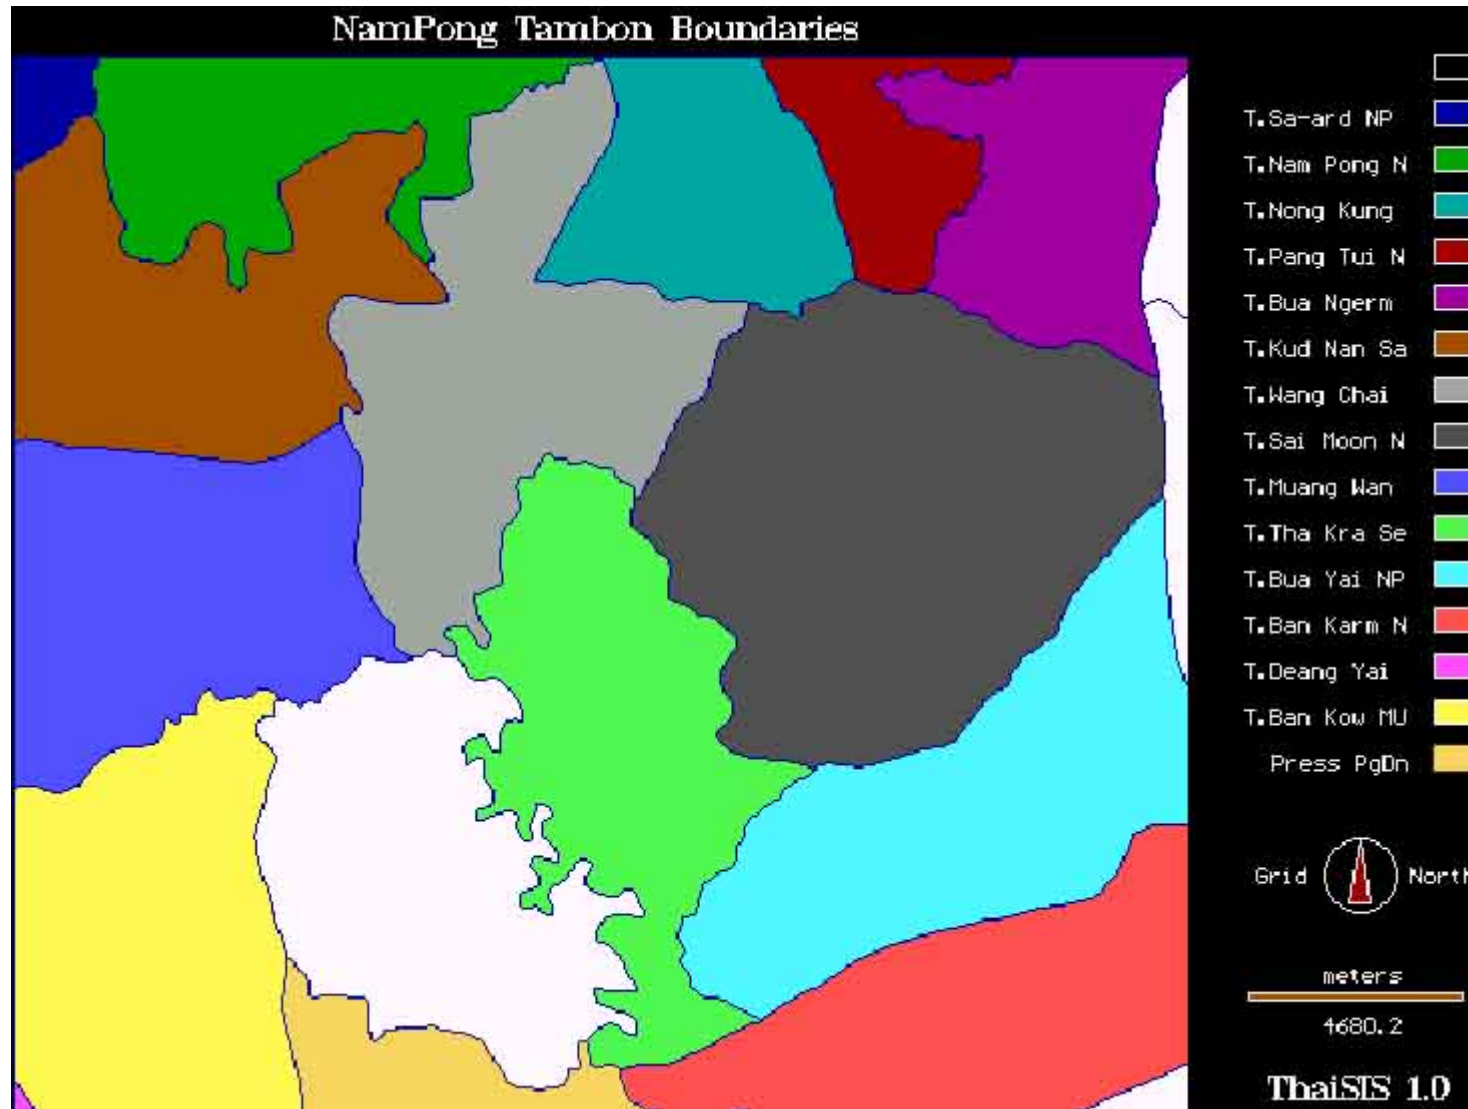 NamPong Tambon Boundaries
T.Sa-ard NP
T.Nam Pong N
T.Nong Kung
T.Pang Tui N
T.Bua Ngerm
T.Kud Nan Sa
T.Wang Chai
T.Sai Moon N
T.Muang Wan
T.Tha Kra Se
T.Bua Yai NP
T.Ban Karm N
T.Deang Yai
T.Ban Kow MU
Press PgDn
Grid North
meters
4680.2
ThaiSIS 1.0